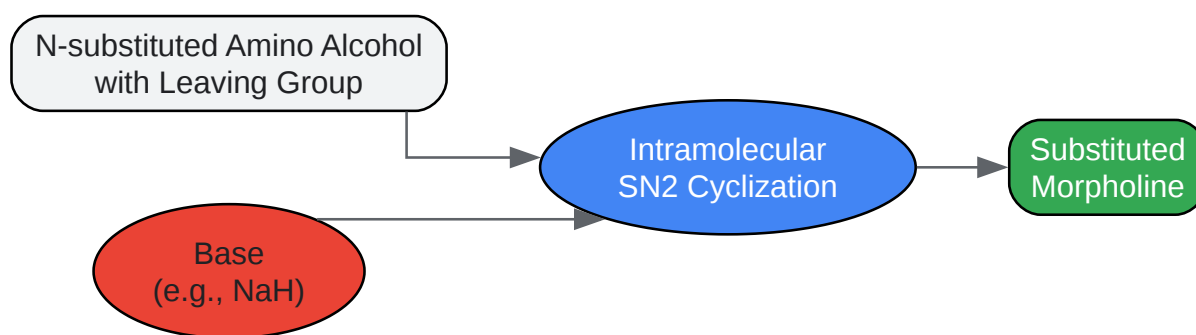 N-substituted Amino Alcohol
with Leaving Group
Intramolecular
SN2 Cyclization
Substituted
Morpholine
Base
(e.g., NaH)